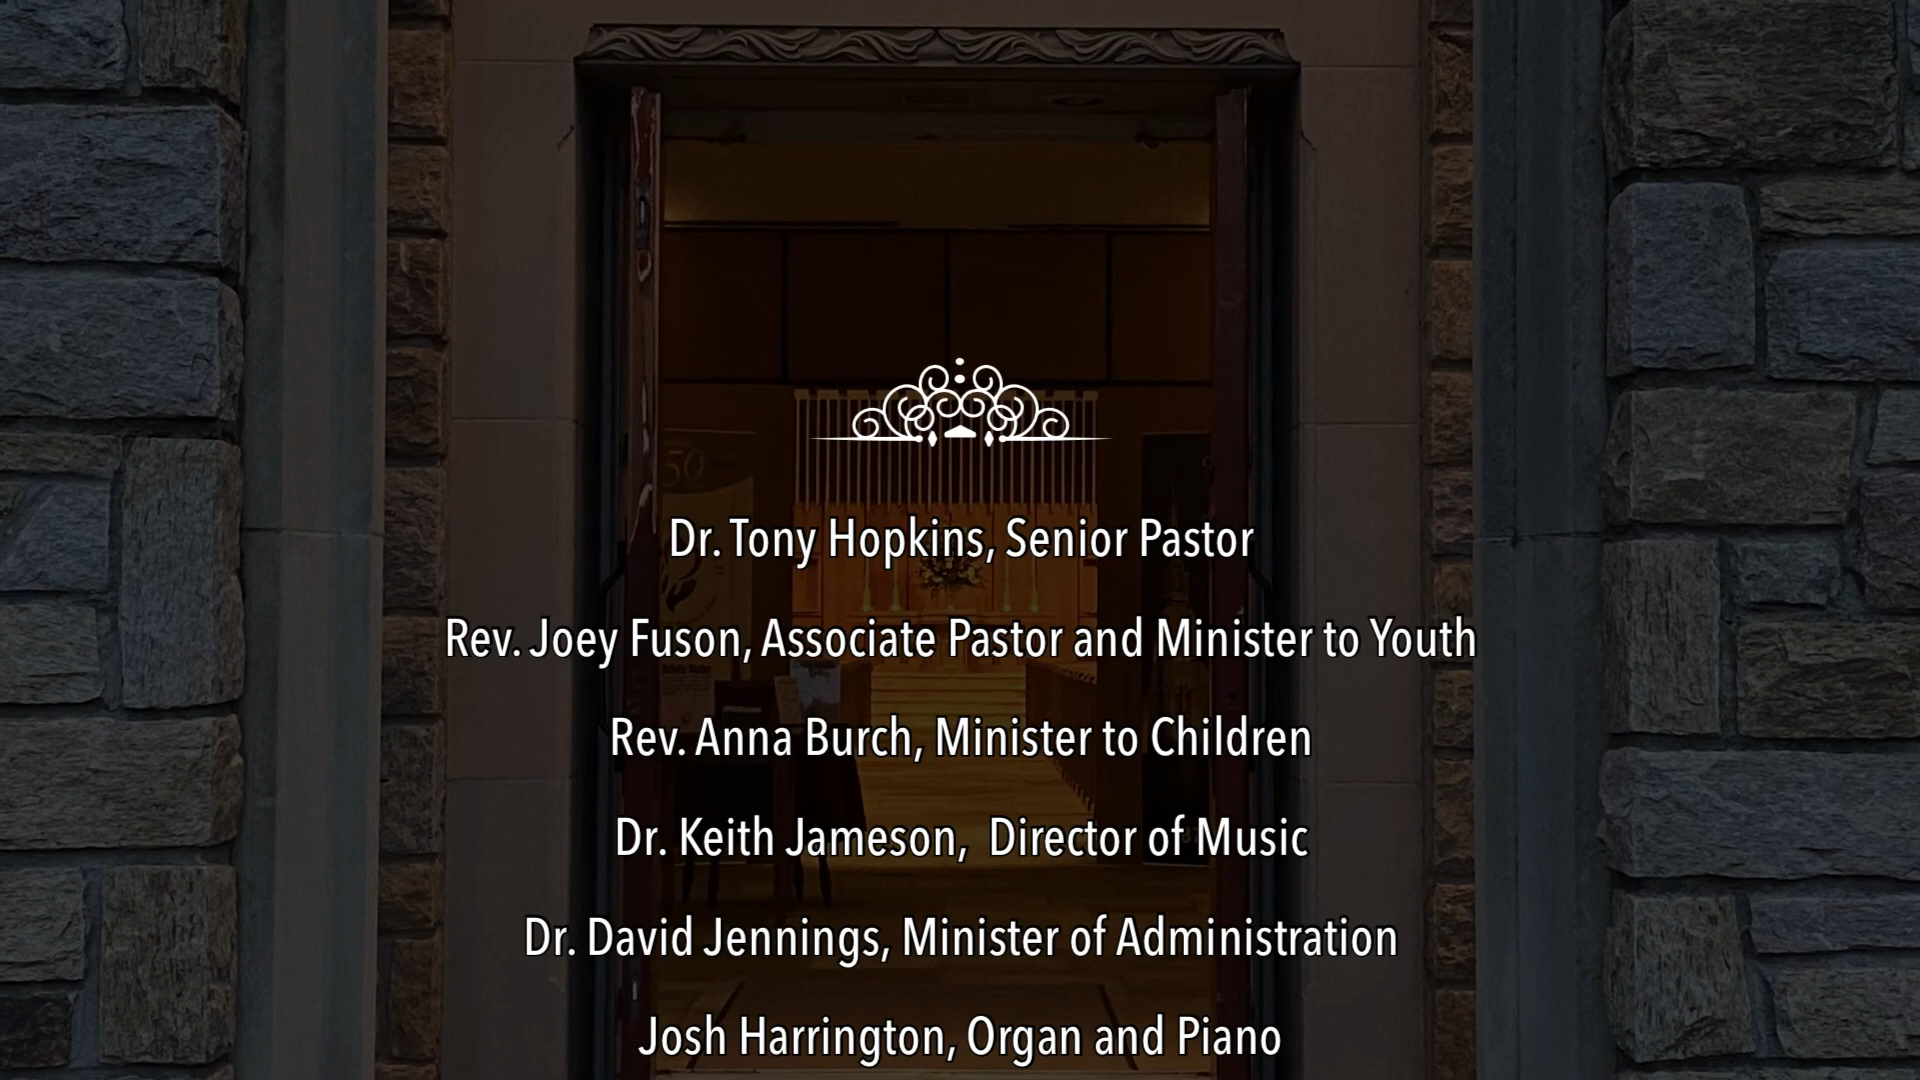 50
Dr. Tony Hopkins, Senior Pastor
Rev. Joey Fuson, Associate Pastor and Minister to Youth
Rev. Anna Burch, Minister to Children
Dr. Keith Jameson,  Director of Music
Dr. David Jennings, Minister of Administration
Josh Harrington, Organ and Piano